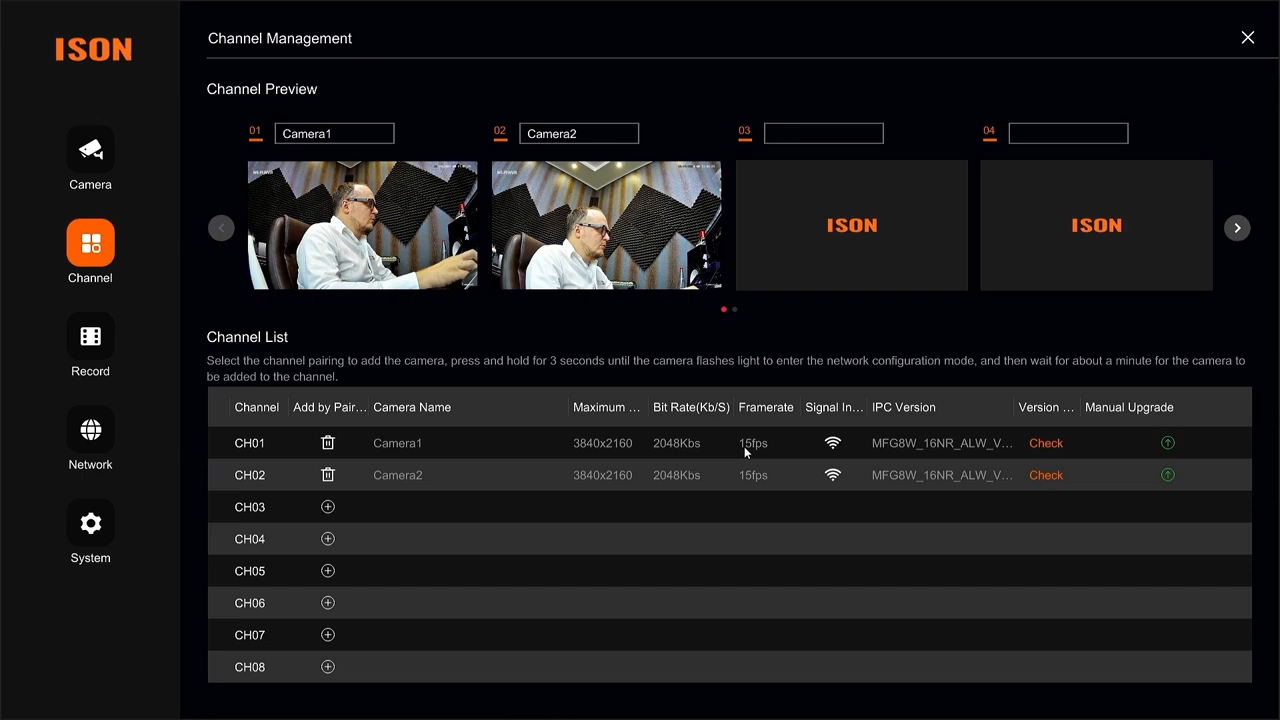 ISON
Channel Management
Channel Preview
01 Camera1
02 Camera2
03
04
ISON
ISON
Camera
Channel
Record
Network
System
Channel List
Select the channel pairing to add the camera, press and hold for 3 seconds until the camera flashes light to enter the network configuration mode, and then wait for about a minute for the camera to
be added to the channel.
Channel Add by Pair... Camera Name Maximum ... Bit Rate(Kb/S) Framerate Signal In... IPC Version Version ... Manual Upgrade
CH01 Camera1 3840x2160 2048Kbs 15fps MFG8W_16NR_ALW_V... Check
CH02 Camera2 3840x2160 2048Kbs 15fps MFG8W_16NR_ALW_V... Check
CH03
CH04
CH05
CH06
CH07
CH08